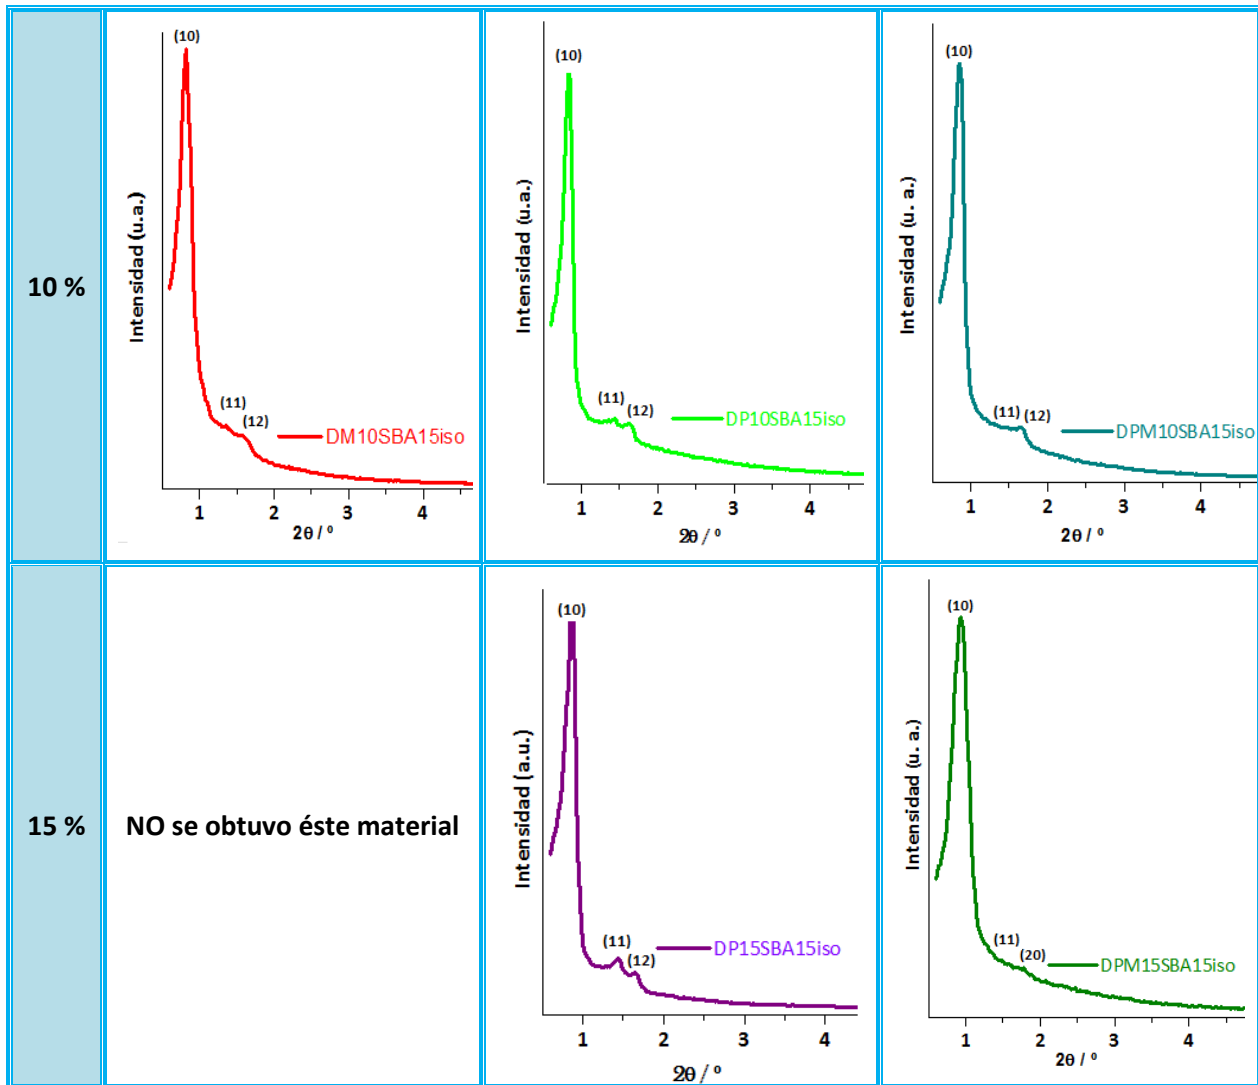 10 %
(10)
Intensidad (u.a.)
(11)
(12)
DM10SBA15iso
1 2 3 4
2θ / º
(10)
Intensidad (u.a.)
(11)
(12)
DP10SBA15iso
1 2 3 4
2θ / º
(10)
Intensidad (u. a.)
(11)
(12)
DPM10SBA15iso
1 2 3 4
2θ / º
15 %
NO se obtuvo éste material
(10)
Intensidad (a.u.)
(11)
(12)
DP15SBA15iso
1 2 3 4
2θ / º
(10)
Intensidad (u. a.)
(11)
(20)
DPM15SBA15iso
1 2 3 4
2θ / º